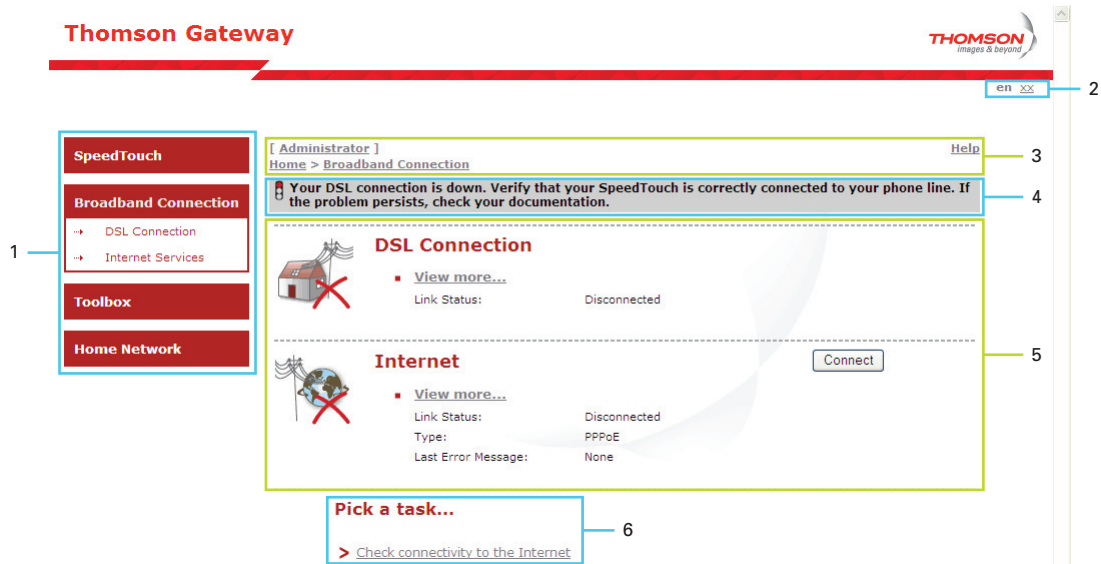 Thomson Gateway
THOMSON
images & beyond
en xx
2
SpeedTouch
Broadband Connection
DSL Connection
Internet Services
Toolbox
Home Network
1
[ Administrator ]
Help
Home > Broadband Connection
3
Your DSL connection is down. Verify that your SpeedTouch is correctly connected to your phone line. If
the problem persists, check your documentation.
4
DSL Connection
View more...
Link Status: Disconnected
Internet
Connect
View more...
Link Status: Disconnected
Type: PPPoE
Last Error Message: None
5
Pick a task...
> Check connectivity to the Internet
6